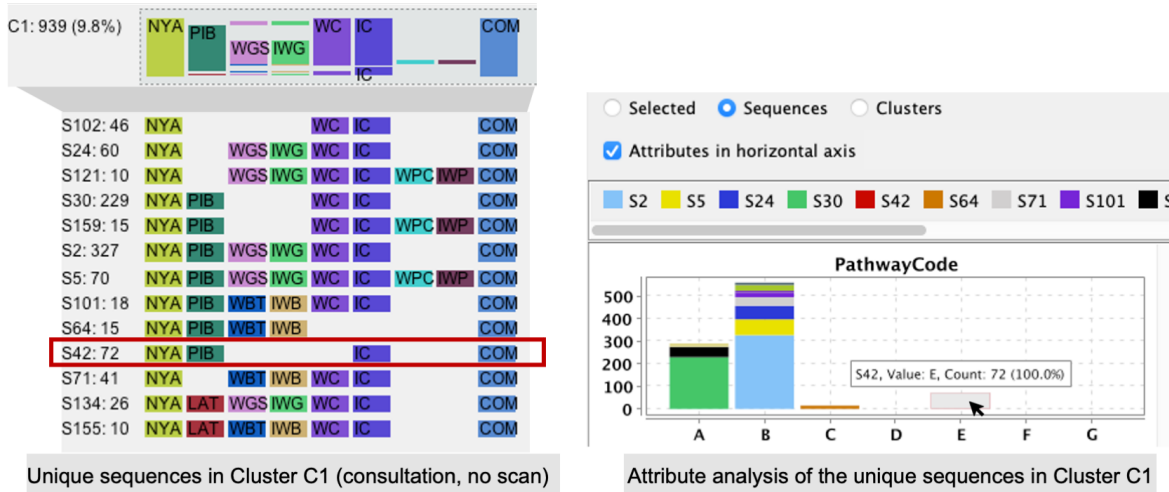 C1: 939 (9.8%) NYA PIB WGS IWG WC IC IC COM
S102: 46 NYA WC IC COM
S24: 60 NYA WGS IWG WC IC COM
S121: 10 NYA WGS IWG WC IC WPC IWP COM
S30: 229 NYA PIB WC IC COM
S159: 15 NYA PIB WC IC WPC IWP COM
S2: 327 NYA PIB WGS IWG WC IC COM
S5: 70 NYA PIB WGS IWG WC IC WPC IWP COM
S101: 18 NYA PIB WBT IWB WC IC COM
S64: 15 NYA PIB WBT IWB COM
S42: 72 NYA PIB IC COM
S71: 41 NYA WBT IWB WC IC COM
S134: 26 NYA LAT WGS IWG WC IC COM
S155: 10 NYA LAT WBT IWB WC IC COM
Unique sequences in Cluster C1 (consultation, no scan)
Selected Sequences Clusters
Attributes in horizontal axis
S2 S5 S24 S30 S42 S64 S71 S101
PathwayCode
500
400
300
200
100
0
S42, Value: E, Count: 72 (100.0%)
A B C D E F G
Attribute analysis of the unique sequences in Cluster C1